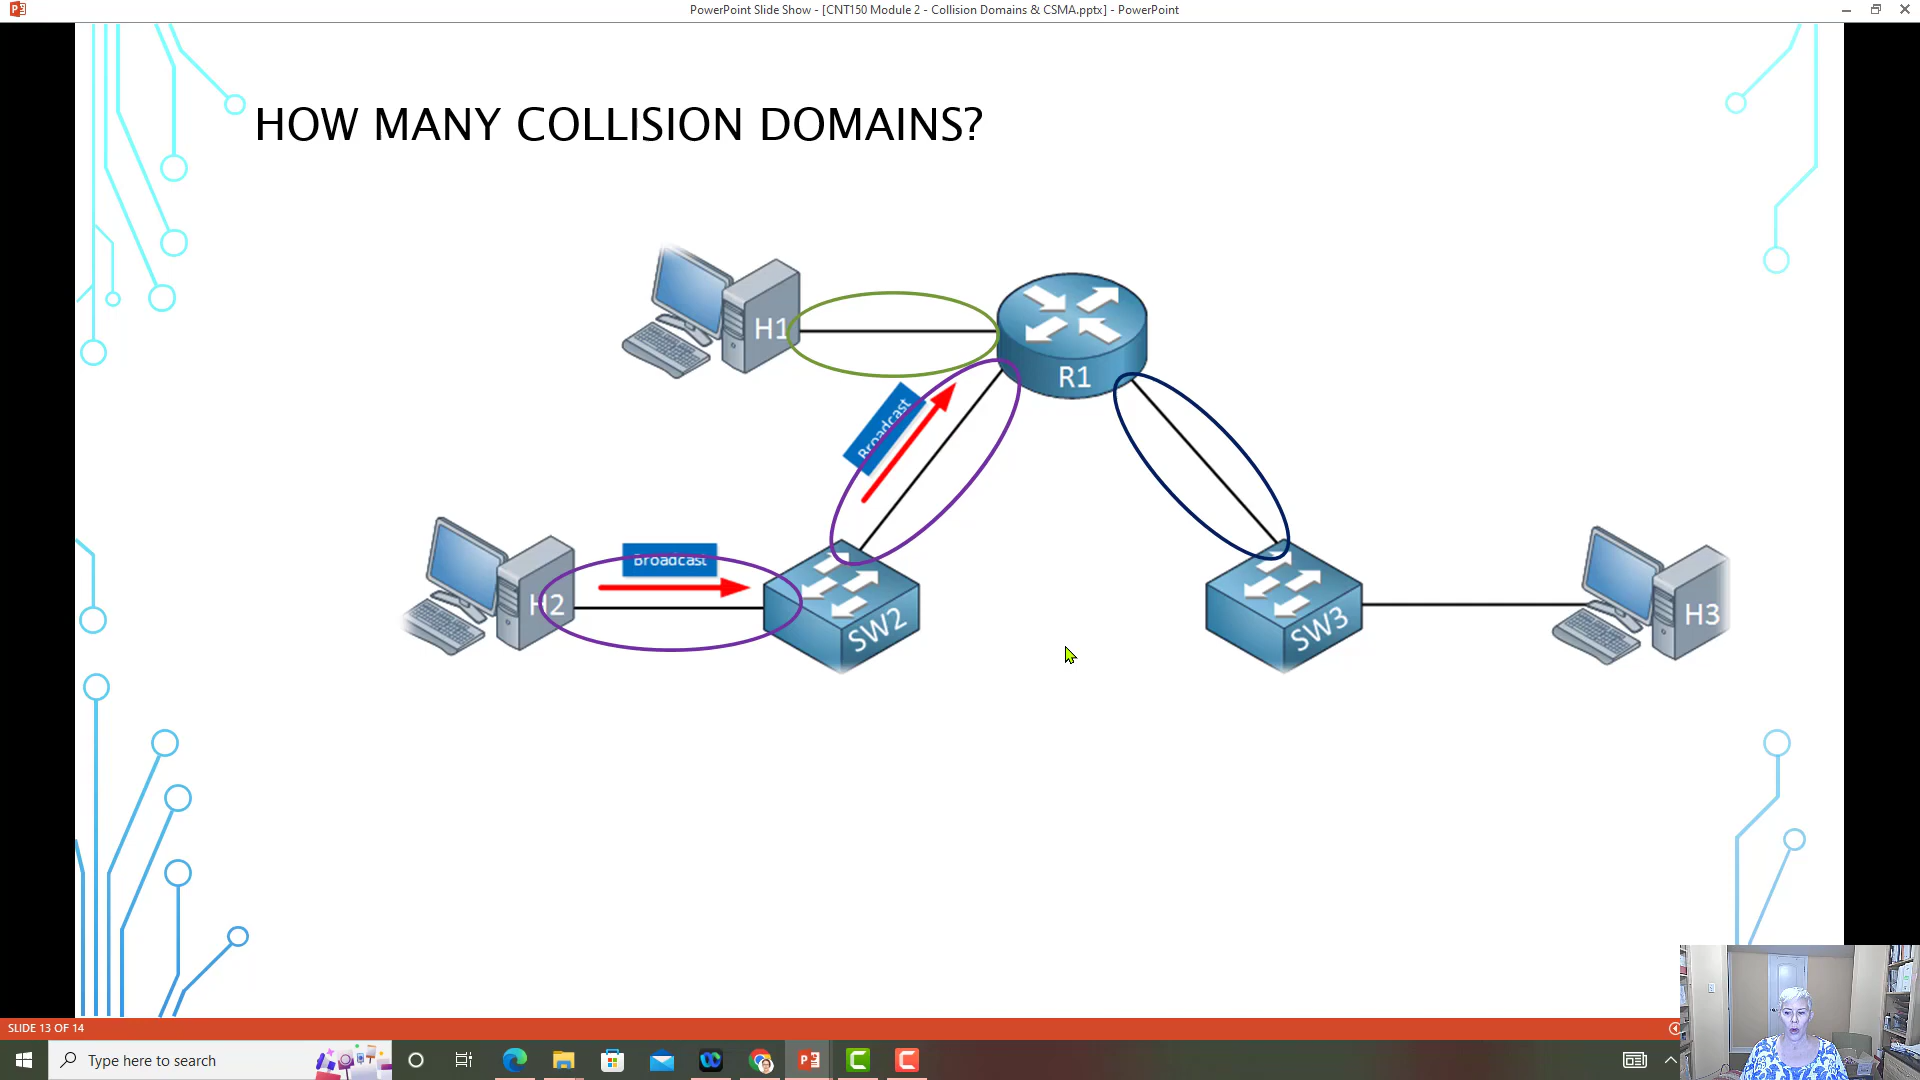 PowerPoint Slide Show - [CNT150 Module 2 - Collision Domains & CSMA.pptx] - PowerPoint
HOW MANY COLLISION DOMAINS?
H1
R1
Broadcast
Broadcast
H2
SW2
SW3
H3
SLIDE 13 OF 14
Type here to search